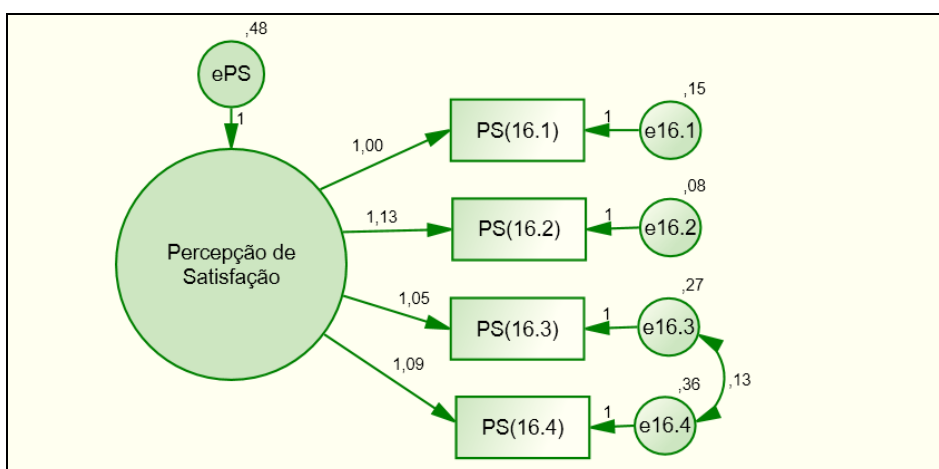 ,48
ePS
1
,15
1,00
PS(16.1)
1
e16.1
,08
1,13
PS(16.2)
1
e16.2
Percepção de
Satisfação
,27
1,05
PS(16.3)
1
e16.3
,13
,36
1,09
PS(16.4)
1
e16.4